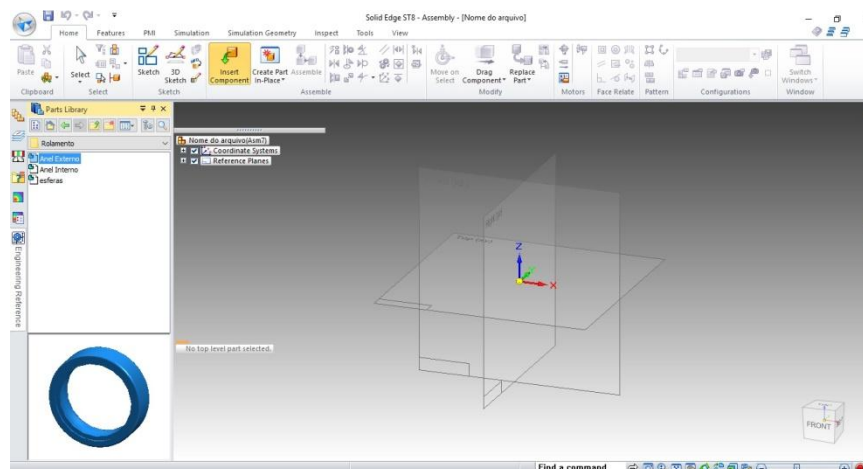 Solid Edge ST8 - Assembly - [Nome do arquivo]
Home Features PMI Simulation Simulation Geometry Inspect Tools View
Paste
Select
Sketch
3D Sketch
Insert Component
Create Part In-Place
Assemble
Move on Select
Drag Component
Replace Part
Switch Windows
Clipboard Select Sketch Assemble Modify Motors Face Relate Pattern Configurations Window
Parts Library
Rolamento
Anel Externo
Anel Interno
esferas
Engineering Reference
Nome do arquivo(Asm7)
Coordinate Systems
Reference Planes
No top level part selected.
Z
X
FRONT
Find a command